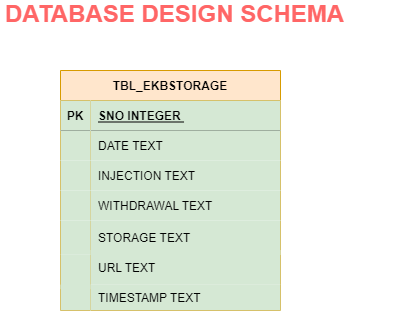 DATABASE DESIGN SCHEMA
TBL_EKBSTORAGE
PK SNO INTEGER
DATE TEXT
INJECTION TEXT
WITHDRAWAL TEXT
STORAGE TEXT
URL TEXT
TIMESTAMP TEXT